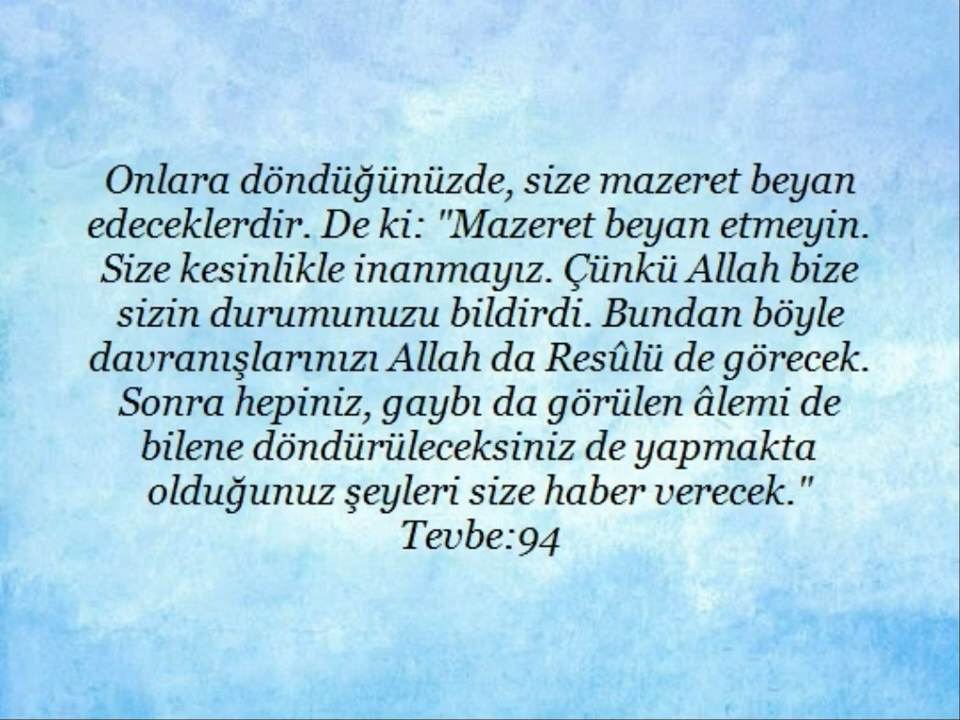 Onlara döndüğünüzde, size mazeret beyan
edeceklerdir. De ki: "Mazeret beyan etmeyin.
Size kesinlikle inanmayız. Çünkü Allah bize
sizin durumunuzu bildirdi. Bundan böyle
davranışlarınızı Allah da Resûlü de görecek.
Sonra hepiniz, gaybı da görülen âlemi de
bilene döndürüleceksiniz de yapmakta
olduğunuz şeyleri size haber verecek."
Tevbe:94